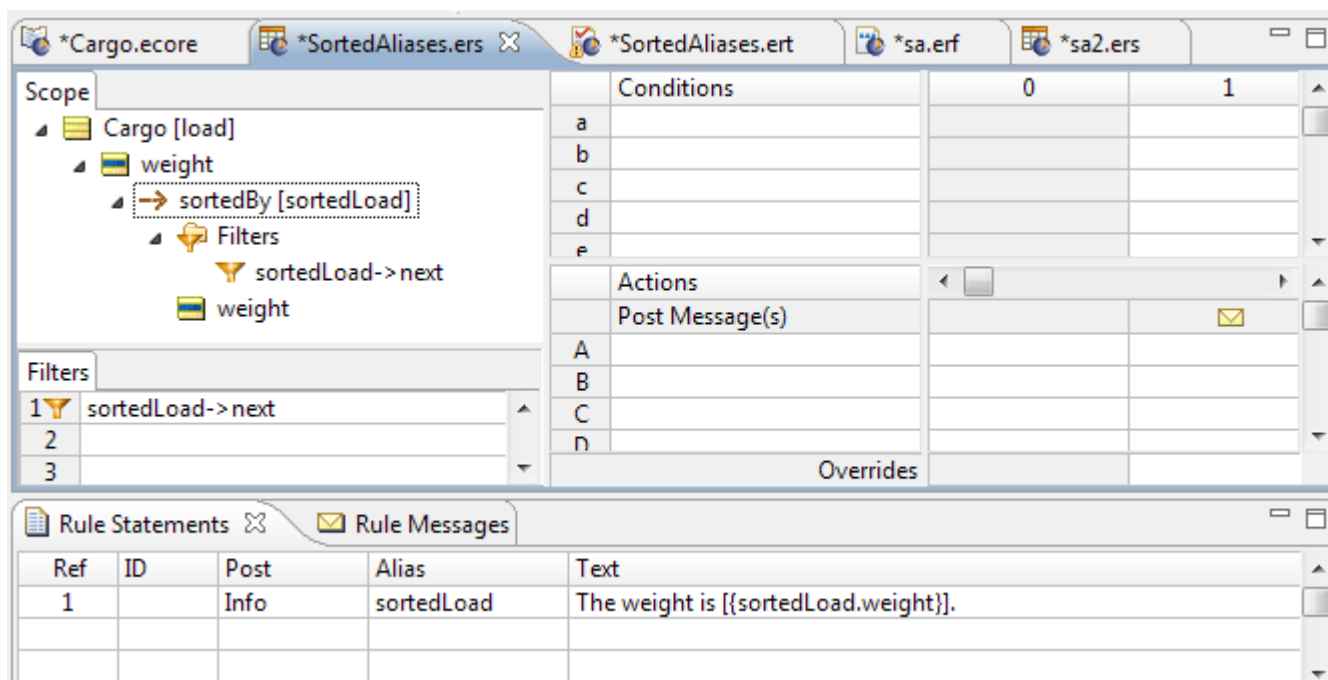 *Cargo.ecore *SortedAliases.ers *SortedAliases.ert *sa.erf *sa2.ers
Scope
Cargo [load]
weight
sortedBy [sortedLoad]
Filters
sortedLoad->next
weight
Filters
1 sortedLoad->next
2
3
Conditions 0 1
a
b
c
d
e
Actions
Post Message(s)
A
B
C
D
Overrides
Rule Statements Rule Messages
Ref ID Post Alias Text
1 Info sortedLoad The weight is [{sortedLoad.weight}].